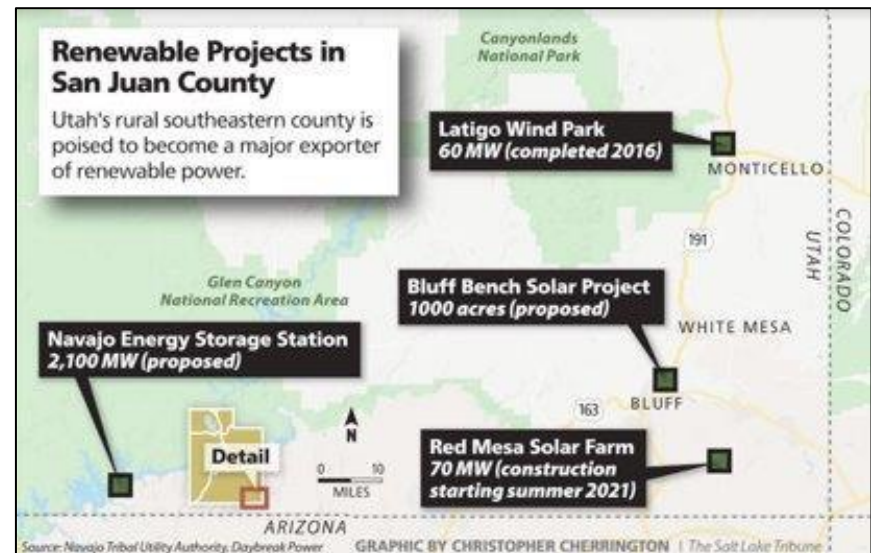 Renewable Projects in
San Juan County
Utah's rural southeastern county is
poised to become a major exporter
of renewable power.
Canyonlands
National Park
Latigo Wind Park
60 MW (completed 2016)
MONTICELLO
191
UTAH
COLORADO
Glen Canyon
National Recreation Area
Bluff Bench Solar Project
1000 acres (proposed)
WHITE MESA
Navajo Energy Storage Station
2,100 MW (proposed)
BLUFF
163
N
Detail
0 10
MILES
Red Mesa Solar Farm
70 MW (construction
starting summer 2021)
ARIZONA
Source: Navajo Tribal Utility Authority, Daybreak Power
GRAPHIC BY CHRISTOPHER CHERRINGTON | The Salt Lake Tribune